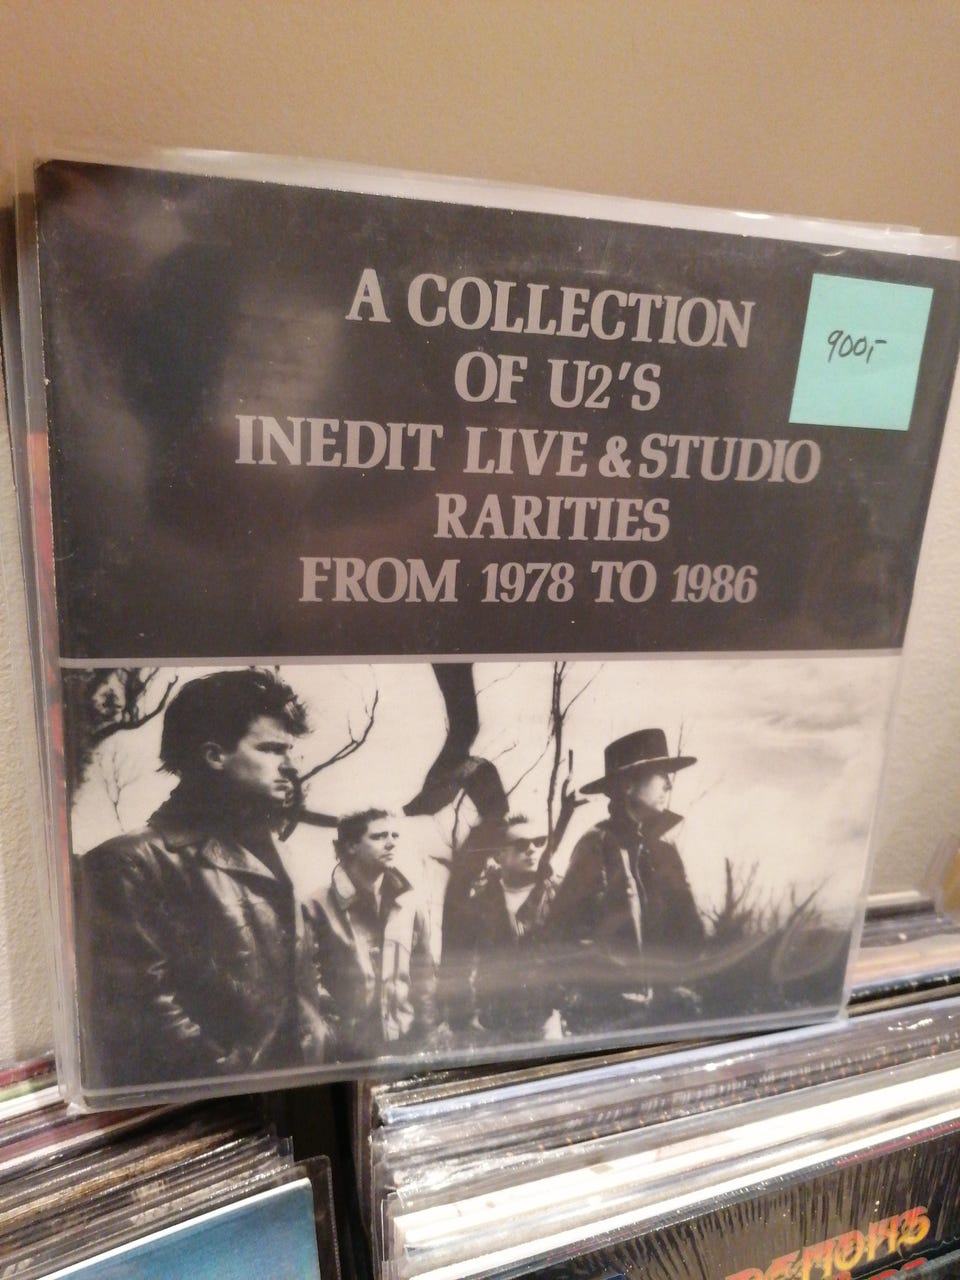 A COLLECTION
OF U2'S
INEDIT LIVE & STUDIO
RARITIES
FROM 1978 TO 1986
900,-